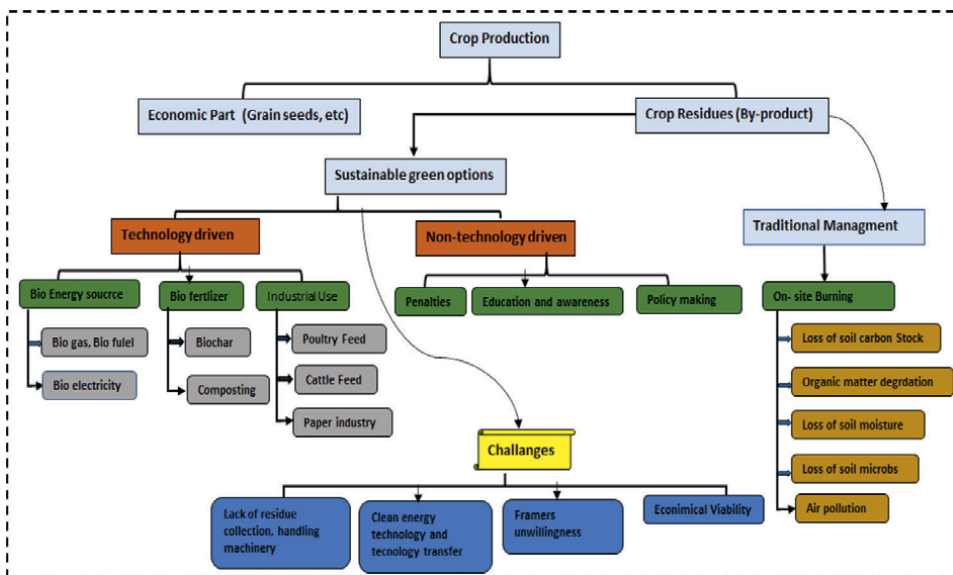 Crop Production
Economic Part (Grain seeds, etc)
Crop Residues (By-product)
Sustainable green options
Traditional Managment
Technology driven
Non-technology driven
Bio Energy soucrce
Bio fertlizer
Industrial Use
Penalties
Education and awareness
Policy making
On- site Burning
Bio gas, Bio fulel
Bio electricity
Biochar
Composting
Poultry Feed
Cattle Feed
Paper industry
Loss of soil carbon Stock
Organic matter degrdation
Loss of soil moisture
Loss of soil microbs
Air pollution
Challanges
Lack of residue
collection, handling
machinery
Clean energy
technology and
tecnology transfer
Framers
unwillingness
Econimical Viability